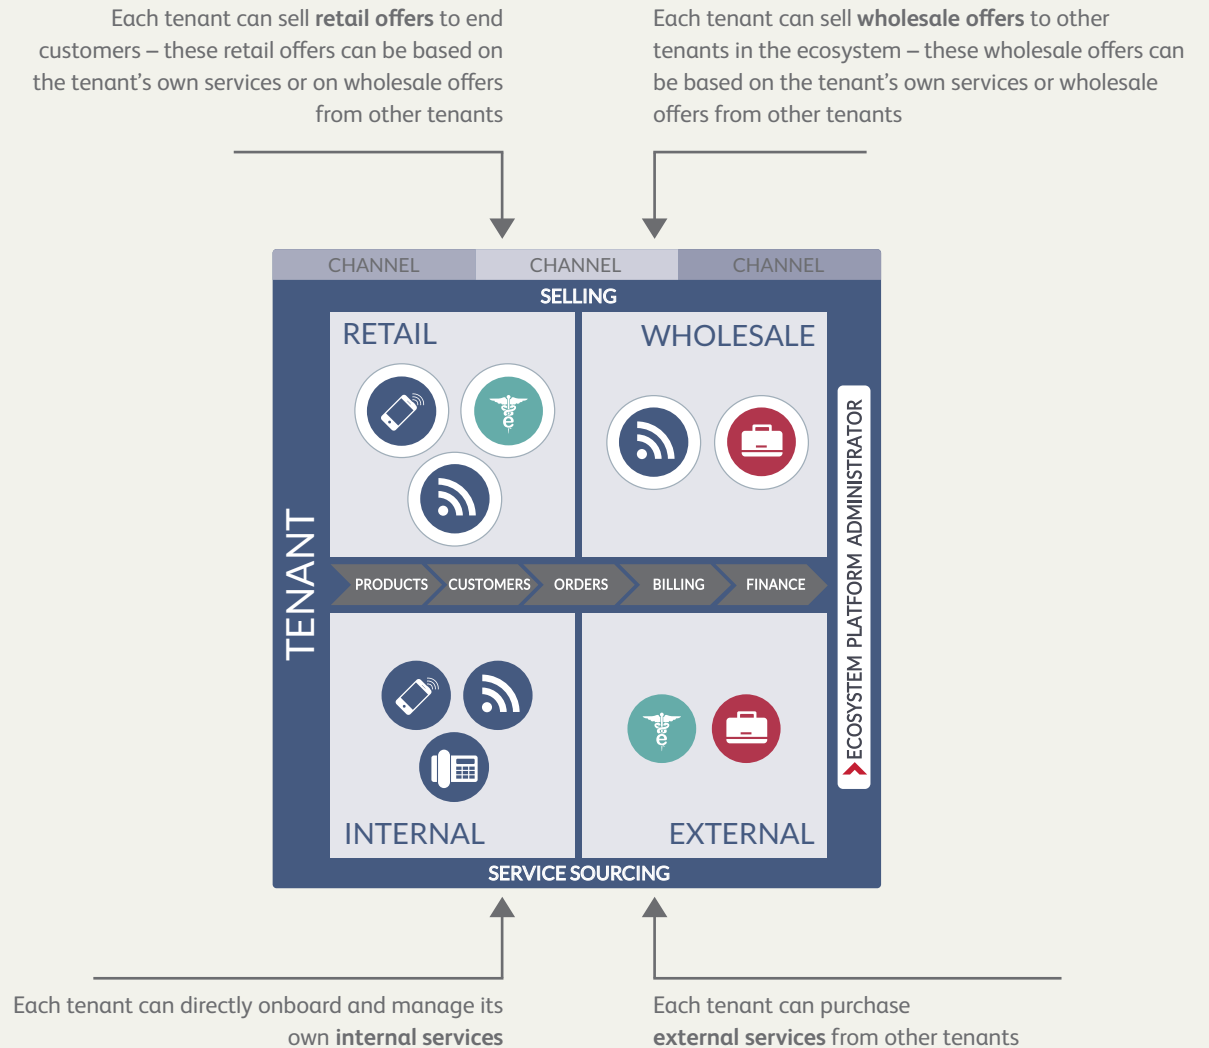 Each tenant can sell retail offers to end
customers – these retail offers can be based on
the tenant’s own services or on wholesale offers
from other tenants
Each tenant can sell wholesale offers to other
tenants in the ecosystem – these wholesale offers can
be based on the tenant’s own services or wholesale
offers from other tenants
CHANNEL
CHANNEL
CHANNEL
SELLING
RETAIL
WHOLESALE
e
TENANT
ECOSYSTEM PLATFORM ADMINISTRATOR
PRODUCTS
CUSTOMERS
ORDERS
BILLING
FINANCE
e
INTERNAL
EXTERNAL
SERVICE SOURCING
Each tenant can directly onboard and manage its
own internal services
Each tenant can purchase
external services from other tenants